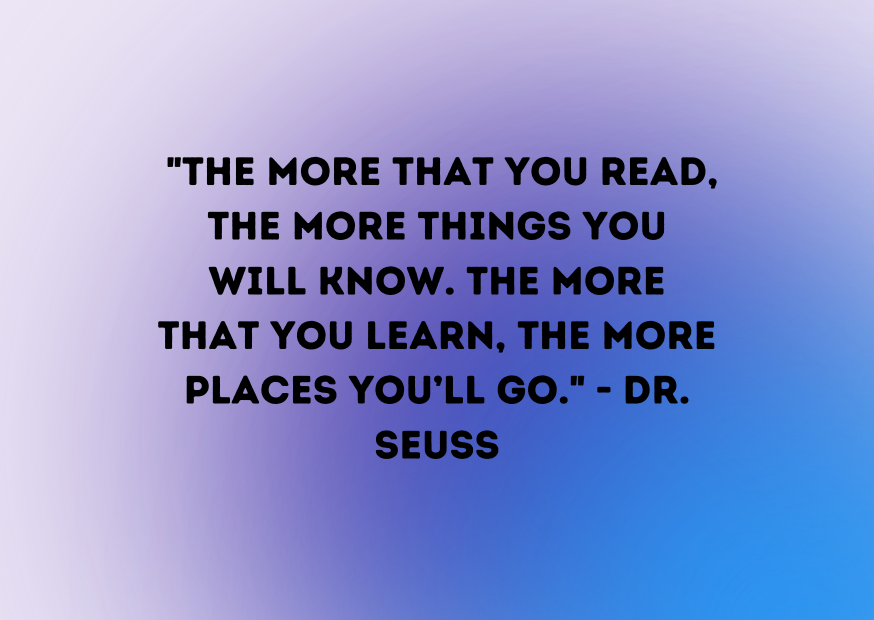 "THE MORE THAT YOU READ,
THE MORE THINGS YOU
WILL KNOW. THE MORE
THAT YOU LEARN, THE MORE
PLACES YOU’LL GO." - DR.
SEUSS